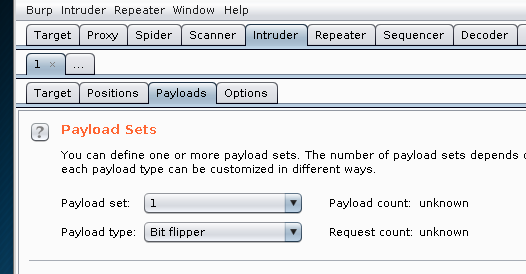 Burp Intruder Repeater Window Help
Target Proxy Spider Scanner Intruder Repeater Sequencer Decoder
1 × ...
Target Positions Payloads Options
? Payload Sets
You can define one or more payload sets. The number of payload sets depends
each payload type can be customized in different ways.
Payload set: 1 Payload count: unknown
Payload type: Bit flipper Request count: unknown